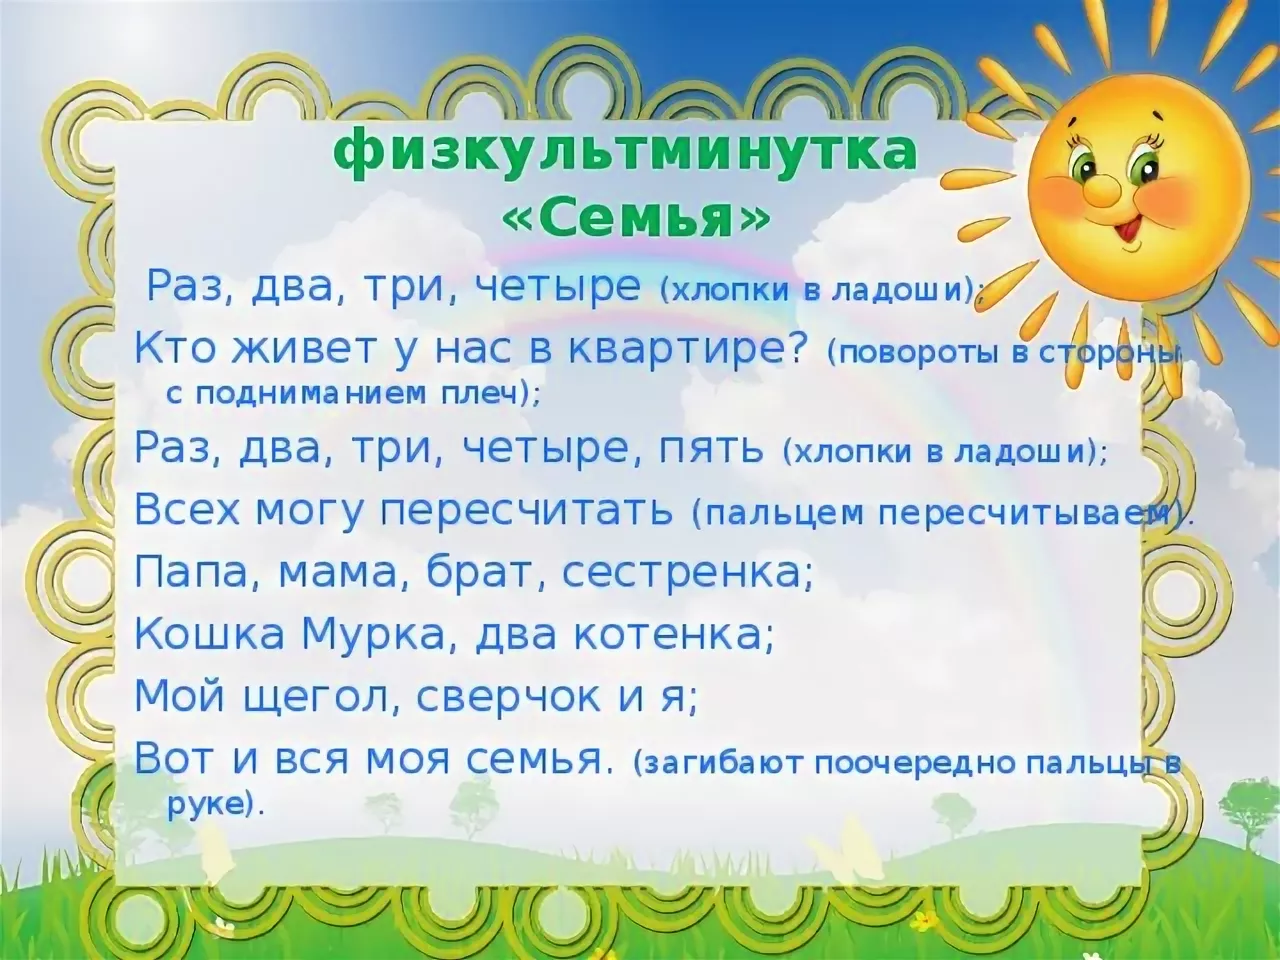 физкультминутка
«Семья»
Раз, два, три, четыре (хлопки в ладоши);
Кто живет у нас в квартире? (повороты в стороны
с подниманием плеч);
Раз, два, три, четыре, пять (хлопки в ладоши);
Всех могу пересчитать (пальцем пересчитываем).
Папа, мама, брат, сестренка;
Кошка Мурка, два котенка;
Мой щегол, сверчок и я;
Вот и вся моя семья. (загибают поочередно пальцы в
руке).